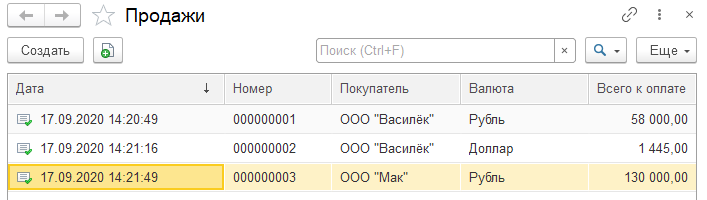 Продажи
Создать Поиск (Ctrl+F) × Еще
Дата ↓ Номер Покупатель Валюта Всего к оплате
17.09.2020 14:20:49 000000001 ООО "Василёк" Рубль 58 000,00
17.09.2020 14:21:16 000000002 ООО "Василёк" Доллар 1 445,00
17.09.2020 14:21:49 000000003 ООО "Мак" Рубль 130 000,00